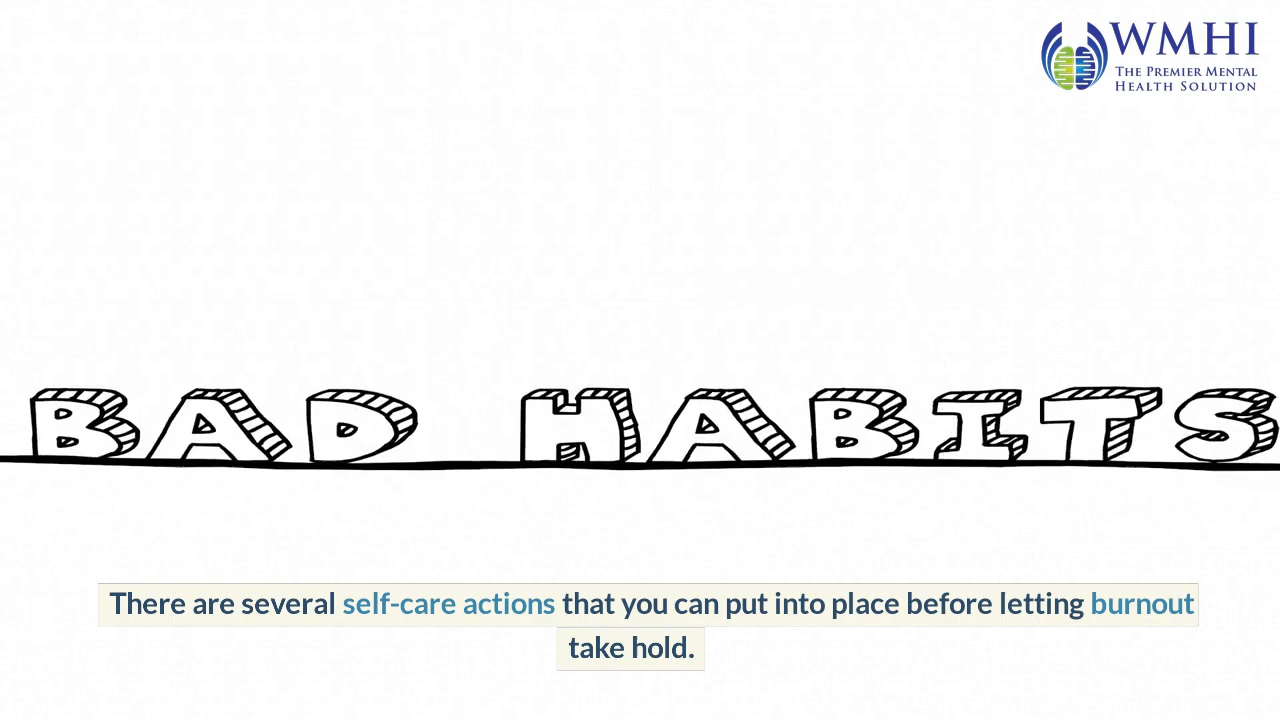 WMHI
THE PREMIER MENTAL
HEALTH SOLUTION
BAD HABITS
There are several self-care actions that you can put into place before letting burnout
take hold.